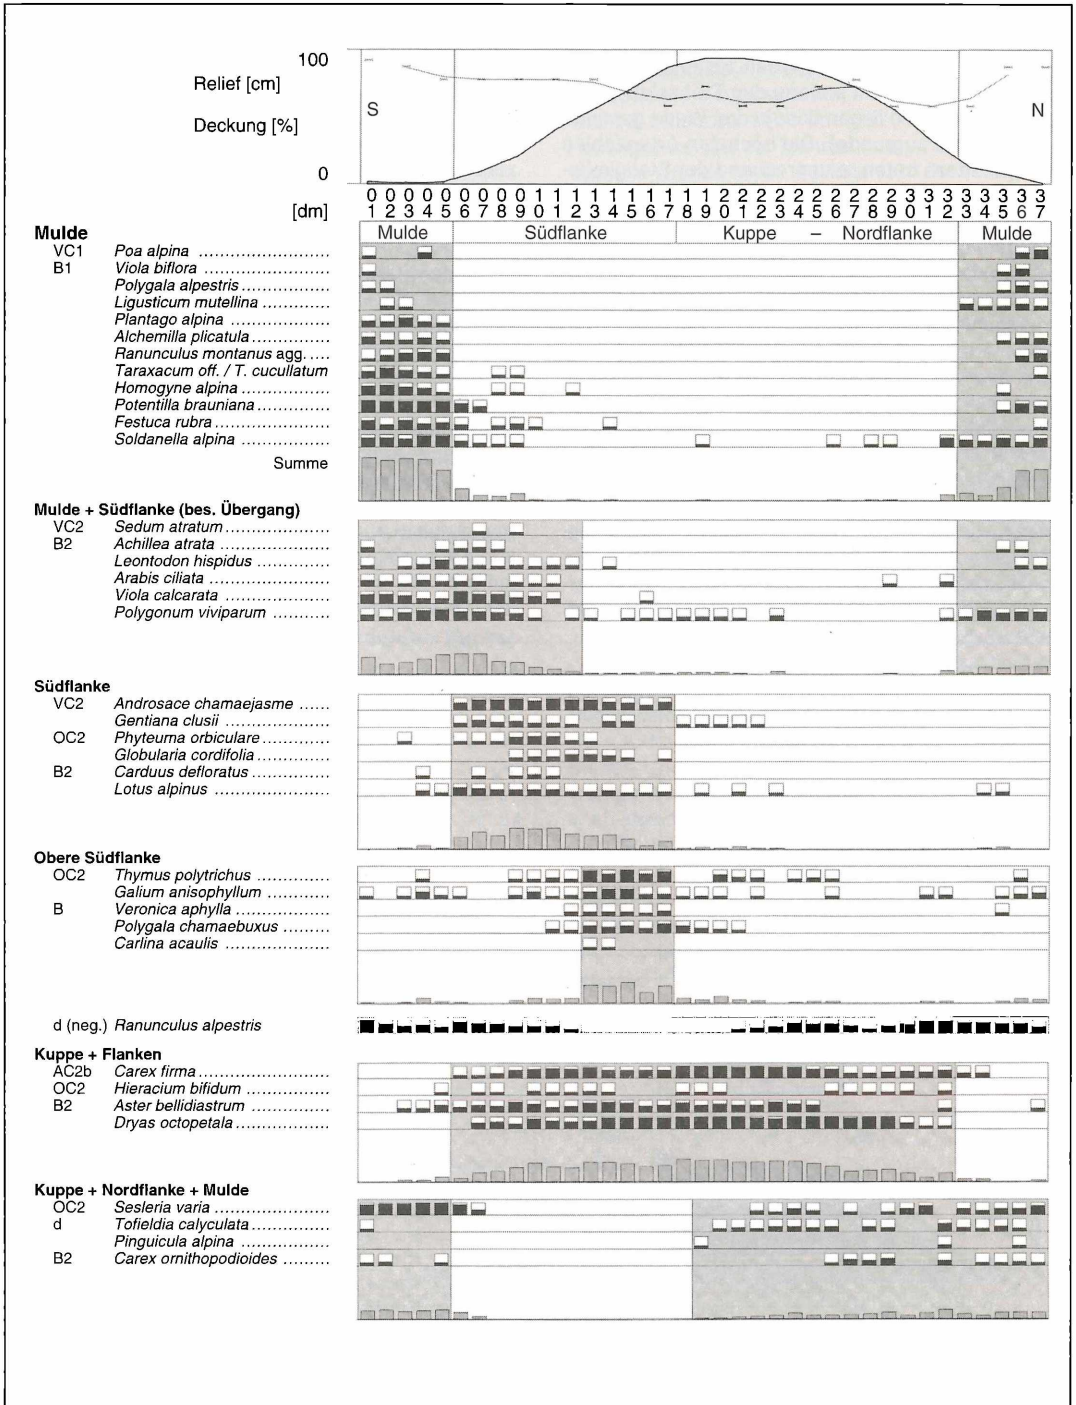 100
Relief [cm]
S
N
Deckung [%]
0
0 0 0 0 0 0 0 0 0 1 1 1 1 1 1 1 1 1 1 2 2 2 2 2 2 2 2 2 2 3 3 3 3 3 3 3 3
[dm] 1 2 3 4 5 6 7 8 9 0 1 2 3 4 5 6 7 8 9 0 1 2 3 4 5 6 7 8 9 0 1 2 3 4 5 6 7
Mulde Mulde Südflanke Kuppe – Nordflanke Mulde
VC1 Poa alpina .........................
B1 Viola biflora ........................
Polygala alpestris .................
Ligusticum mutellina .............
Plantago alpina ...................
Alchemilla plicatula ...............
Ranunculus montanus agg. .....
Taraxacum off. / T. cucullatum
Homogyne alpina .................
Potentilla brauniana ..............
Festuca rubra ......................
Soldanella alpina .................
Summe
Mulde + Südflanke (bes. Übergang)
VC2 Sedum atratum ....................
B2 Achillea atrata .....................
Leontodon hispidus ..............
Arabis ciliata .......................
Viola calcarata .....................
Polygonum viviparum ...........
Südflanke
VC2 Androsace chamaejasme ......
Gentiana clusii ....................
OC2 Phyteuma orbiculare ............
Globularia cordifolia .............
B2 Carduus defloratus ...............
Lotus alpinus ......................
Obere Südflanke
OC2 Thymus polytrichus ..............
Galium anisophyllum ............
B Veronica aphylla ..................
Polygala chamaebuxus .........
Carlina acaulis ....................
d (neg.) Ranunculus alpestris
Kuppe + Flanken
AC2b Carex firma .........................
OC2 Hieracium bifidum ................
B2 Aster bellidiastrum ...............
Dryas octopetala ..................
Kuppe + Nordflanke + Mulde
OC2 Sesleria varia ......................
d Tofieldia calyculata ...............
Pinguicula alpina .................
B2 Carex ornithopodioides .........